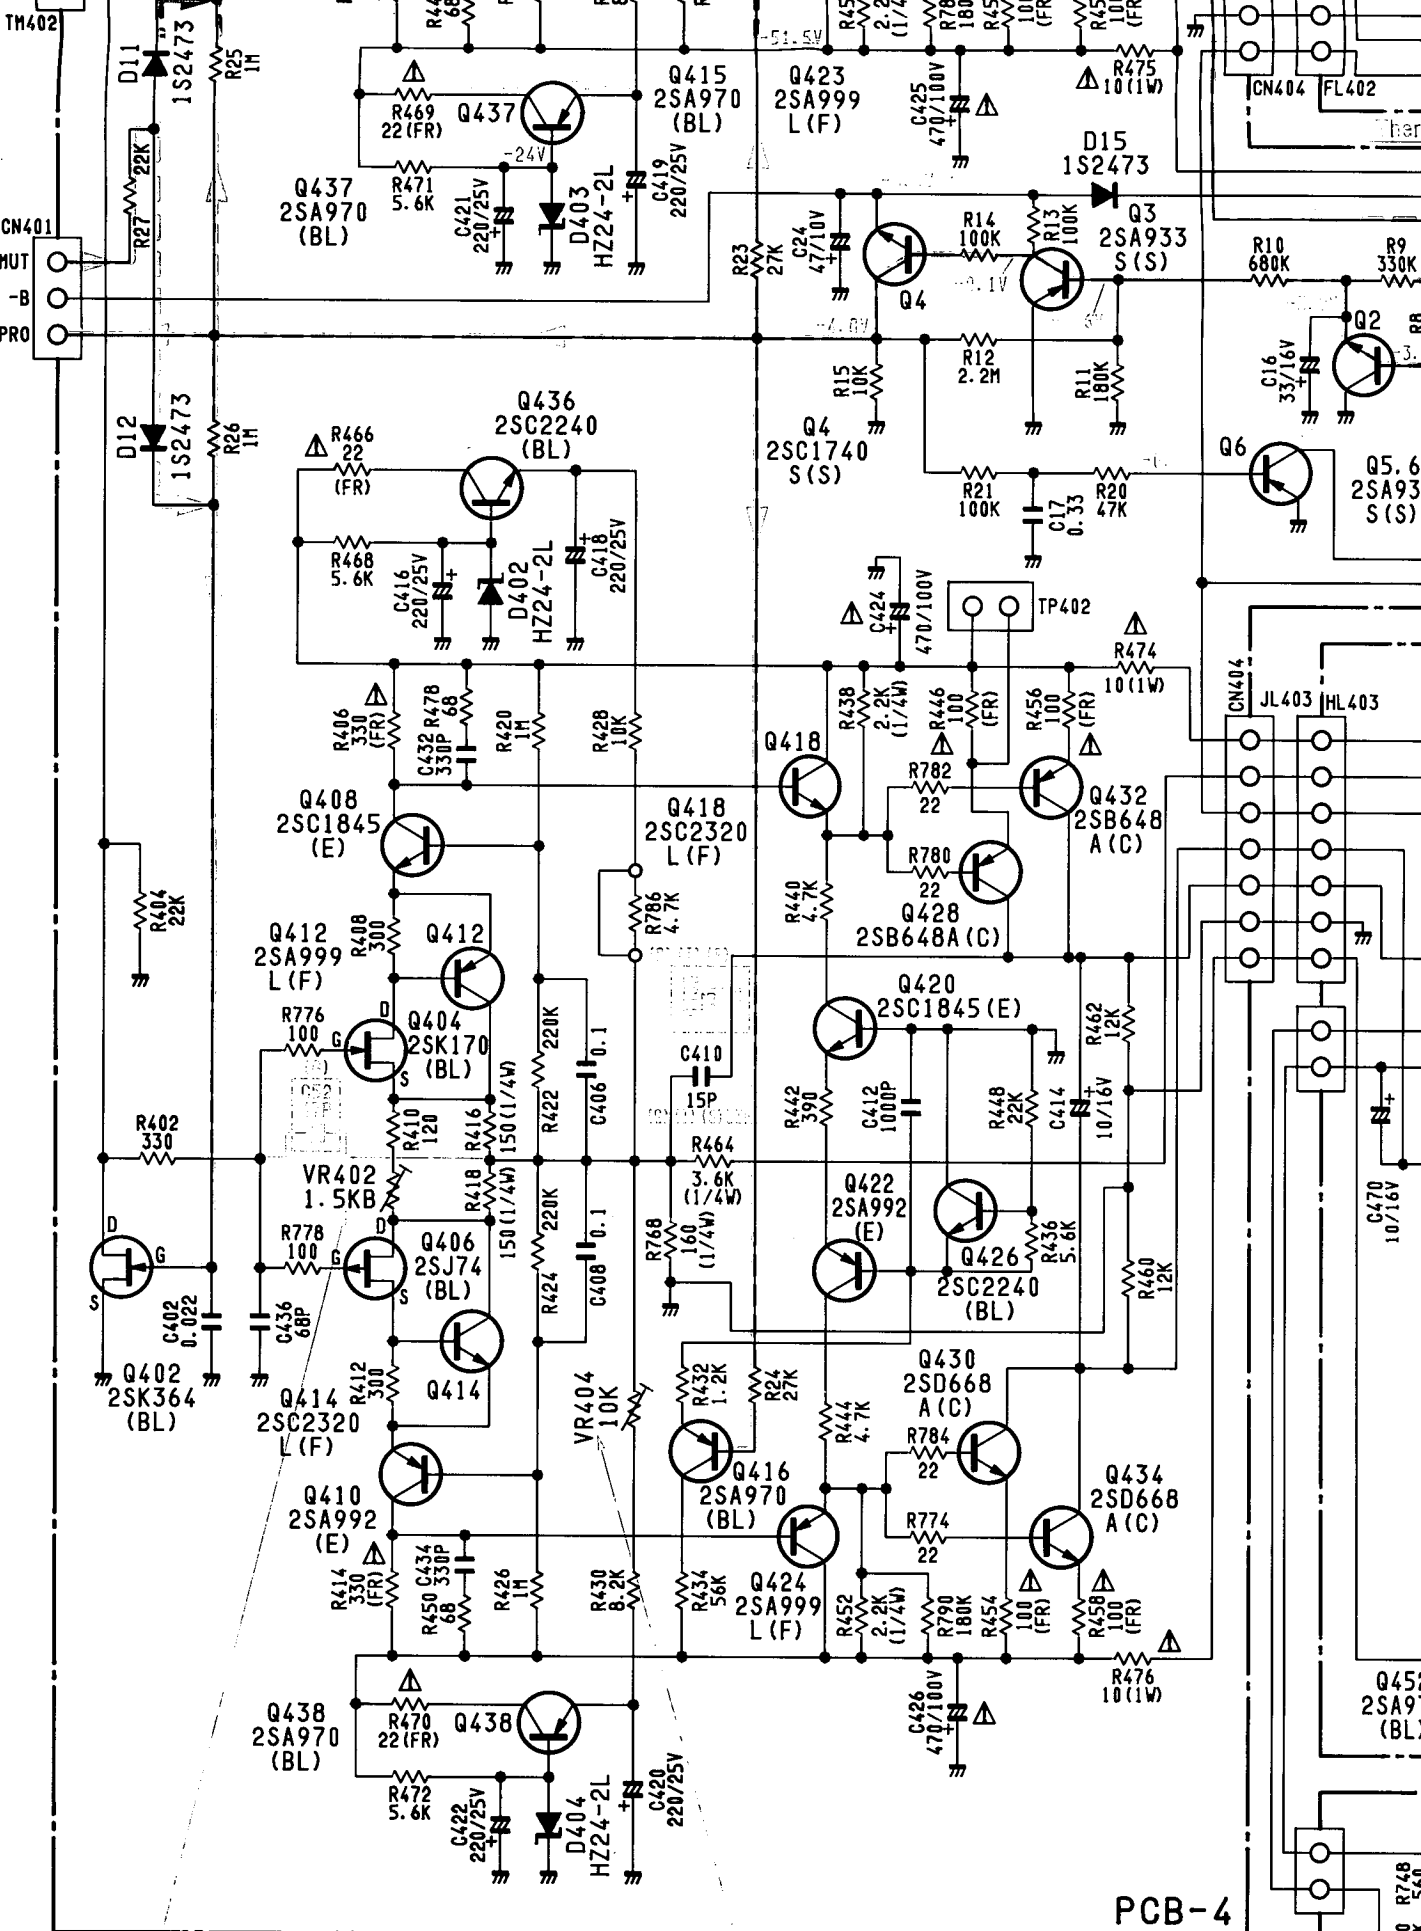 TM402
D11
1S2473
R25
1M
68
R469
22(FR)
Q437
Q415
2SA970
(BL)
-51.5V
Q423
2SA999
L(F)
2.2K
(1/4W)
180K
100
(FR)
100
(FR)
C425
470/100V
R475
10(1W)
CN404
FL402
-24V
R471
5.6K
Q437
2SA970
(BL)
C421
220/25V
D403
HZ24-2L
C419
220/25V
D15
1S2473
R27
22K
CN401
MUT
-B
PRO
R23
27K
C24
47/10V
R14
100K
R13
100K
Q3
2SA933
S(S)
Q4
R10
680K
R9
330K
R12
2.2M
R15
10K
R11
180K
C16
33/16V
Q2
R8
D12
1S2473
R26
1M
Q436
2SC2240
(BL)
R466
22
(FR)
Q4
2SC1740
S(S)
R21
100K
C17
0.33
R20
47K
Q6
Q5.6
2SA93
S(S)
R468
5.6K
C416
220/25V
D402
HZ24-2L
C418
220/25V
C424
470/100V
TP402
R474
10(1W)
CN404
JL403
HL403
R406
330
(FR)
R478
68
C432
330P
R420
1M
R428
10K
R438
2.2K
(1/4W)
R446
100
(FR)
R456
100
(FR)
Q418
R782
22
Q408
2SC1845
(E)
Q418
2SC2320
L(F)
Q432
2SB648
A(C)
R780
22
R404
22K
R408
300
Q412
Q412
2SA999
L(F)
R786
4.7K
R440
4.7K
Q428
2SB648A(C)
Q420
2SC1845(E)
R776
100
G
D
S
Q404
2SK170
(BL)
220K
R422
C406
0.1
C410
15P
R462
12K
R442
390
C412
1000P
R448
22K
C414
10/16V
R402
330
R410
120
R416
150(1/4W)
R464
3.6K
(1/4W)
C470
10/16V
VR402
1.5KB
R418
150(1/4W)
220K
R424
C408
0.1
R768
160
(1/4W)
Q422
2SA992
(E)
D
G
S
R778
100
G
D
S
Q406
2SJ74
(BL)
Q426
2SC2240
(BL)
R436
5.6K
R460
12K
C402
0.022
C436
68P
Q402
2SK364
(BL)
R412
300
Q414
Q414
2SC2320
L(F)
VR404
10K
R432
1.2K
R24
27K
R444
4.7K
Q430
2SD668
A(C)
R784
22
Q416
2SA970
(BL)
Q434
2SD668
A(C)
Q410
2SA992
(E)
R774
22
R414
330
(FR)
C434
330P
R450
68
R426
1M
R430
8.2K
R434
56K
Q424
2SA999
L(F)
R452
2.2K
(1/4W)
R790
180K
R454
100
(FR)
R458
100
(FR)
R476
10(1W)
Q438
2SA970
(BL)
R470
22(FR)
Q438
C426
470/100V
Q452
2SA97
(BL)
R472
5.6K
C422
220/25V
D404
HZ24-2L
C420
220/25V
R748
560
PCB-4